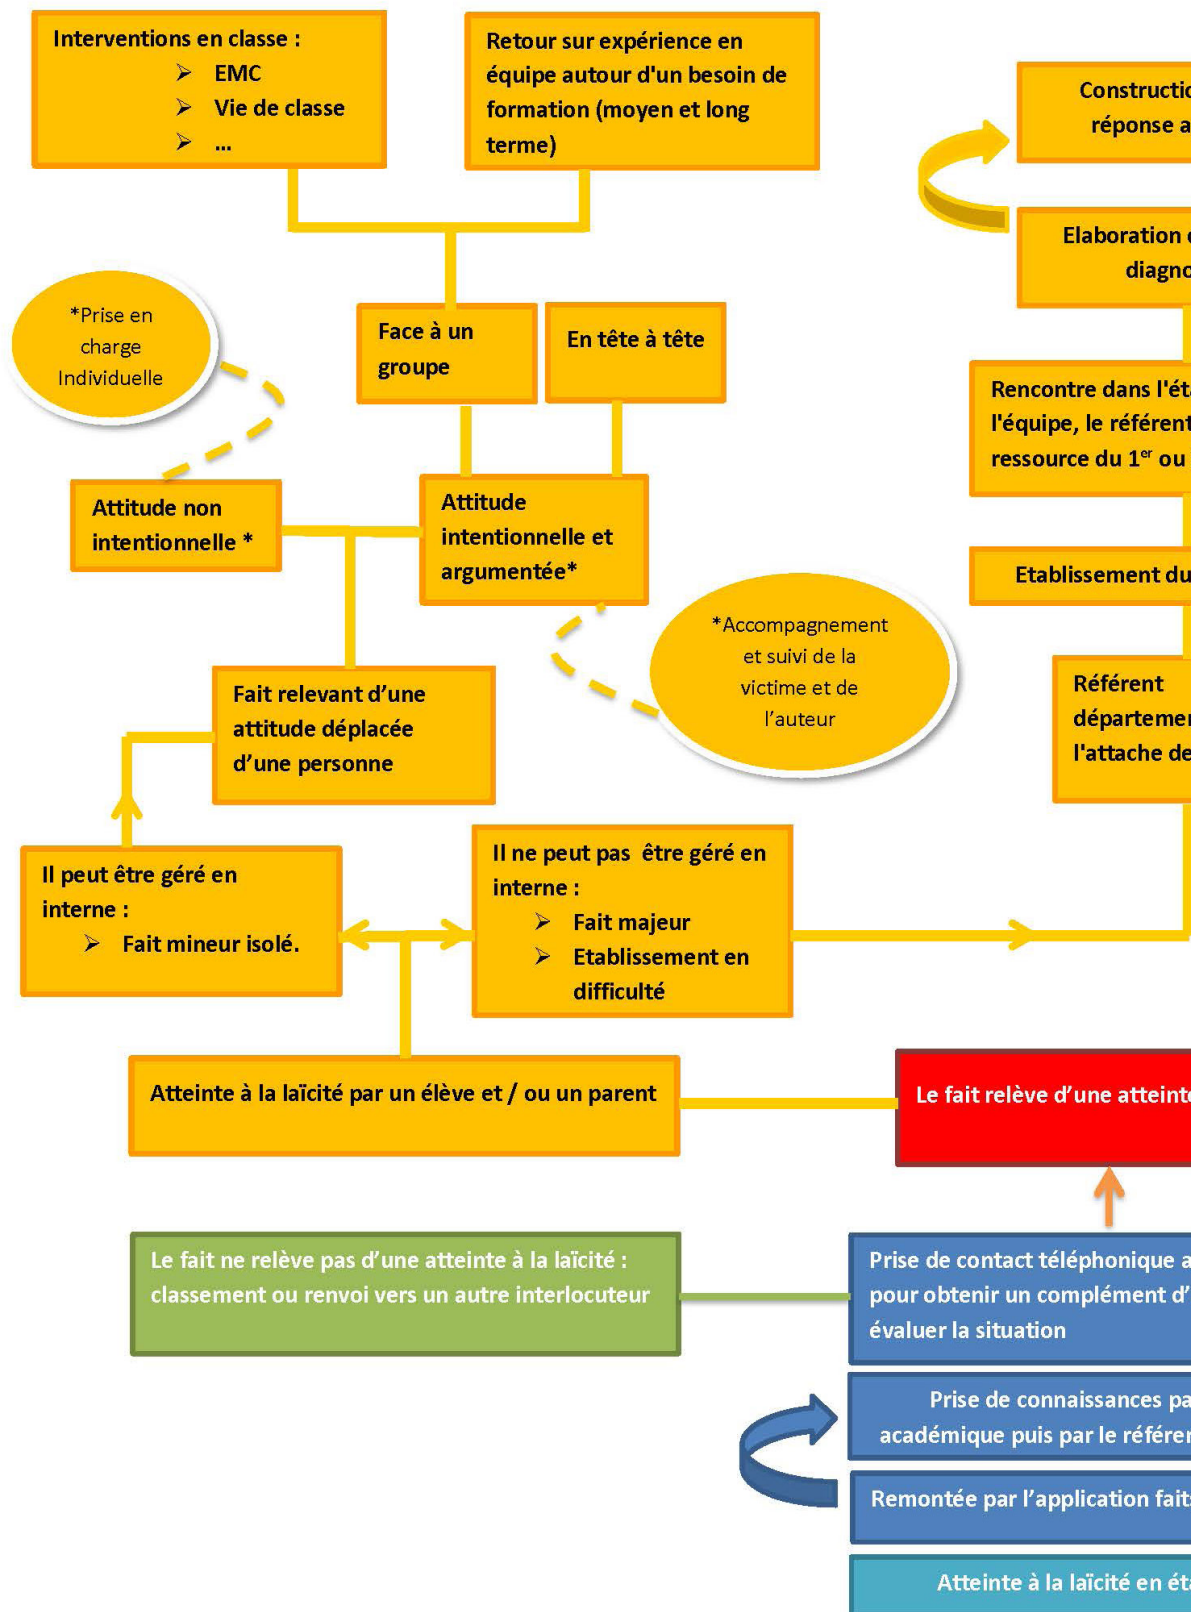 Interventions en classe :
➢ EMC
➢ Vie de classe
➢ ...
Retour sur expérience en
équipe autour d'un besoin de
formation (moyen et long
terme)
Constructio
réponse a
Elaboration
diagno
*Prise en
charge
Individuelle
Face à un
groupe
En tête à tête
Rencontre dans l'éta
l'équipe, le référent
ressource du 1er ou
Attitude non
intentionnelle *
Attitude
intentionnelle et
argumentée*
Etablissement du
*Accompagnement
et suivi de la
victime et de
l’auteur
Fait relevant d’une
attitude déplacée
d’une personne
Référent
départemen
l'attache de
Il peut être géré en
interne :
➢ Fait mineur isolé.
Il ne peut pas être géré en
interne :
➢ Fait majeur
➢ Etablissement en
difficulté
Atteinte à la laïcité par un élève et / ou un parent
Le fait relève d’une atteinte
Le fait ne relève pas d’une atteinte à la laïcité :
classement ou renvoi vers un autre interlocuteur
Prise de contact téléphonique a
pour obtenir un complément d’
évaluer la situation
Prise de connaissances pa
académique puis par le référen
Remontée par l’application faits
Atteinte à la laïcité en éta